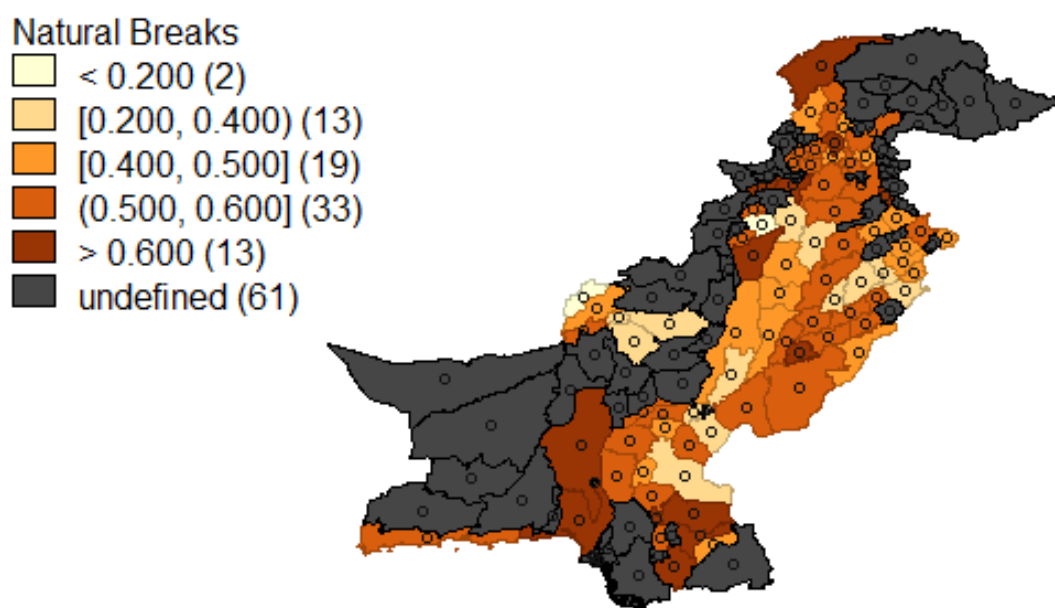 Natural Breaks
< 0.200 (2)
[0.200, 0.400) (13)
[0.400, 0.500] (19)
(0.500, 0.600] (33)
> 0.600 (13)
undefined (61)